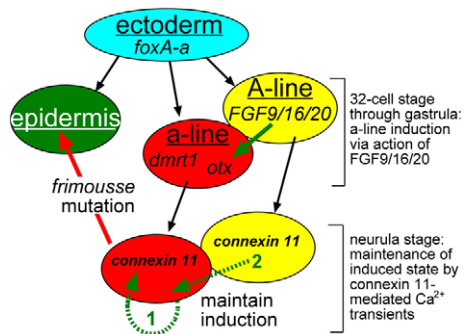 ectoderm
foxA-a
epidermis
A-line
FGF9/16/20
a-line
dmrt1 otx
32-cell stage
through gastrula:
a-line induction
via action of
FGF9/16/20
frimousse
mutation
connexin 11
connexin 11
2
1
maintain
induction
neurula stage:
maintenance of
induced state by
connexin 11-
mediated Ca²⁺
transients